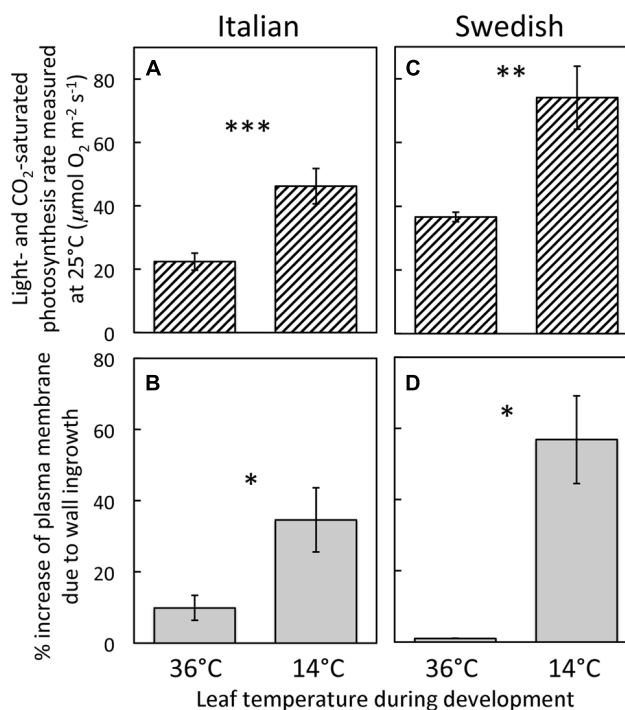 Italian Swedish
Light- and CO₂-saturated
photosynthesis rate measured
at 25°C (μmol O₂ m⁻² s⁻¹)
80
60
40
20
0
A
***
C
**
% increase of plasma membrane
due to wall ingrowth
80
60
40
20
0
B
*
D
*
36°C 14°C 36°C 14°C
Leaf temperature during development